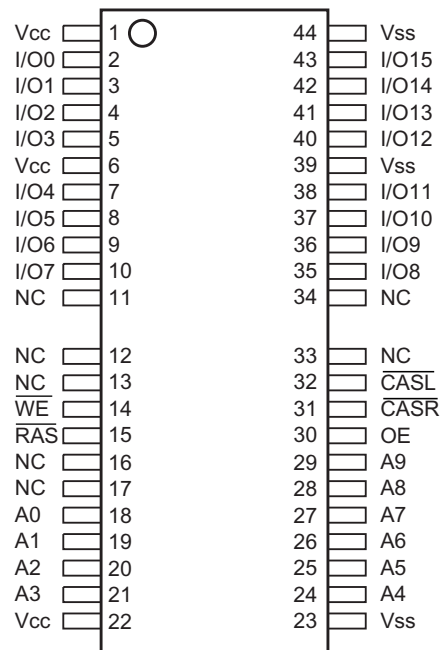 Vcc 1 44 Vss
I/O0 2 43 I/O15
I/O1 3 42 I/O14
I/O2 4 41 I/O13
I/O3 5 40 I/O12
Vcc 6 39 Vss
I/O4 7 38 I/O11
I/O5 8 37 I/O10
I/O6 9 36 I/O9
I/O7 10 35 I/O8
NC 11 34 NC
NC 12 33 NC
NC 13 32 C̅A̅S̅L̅
W̅E̅ 14 31 C̅A̅S̅R̅
R̅A̅S̅ 15 30 OE
NC 16 29 A9
NC 17 28 A8
A0 18 27 A7
A1 19 26 A6
A2 20 25 A5
A3 21 24 A4
Vcc 22 23 Vss